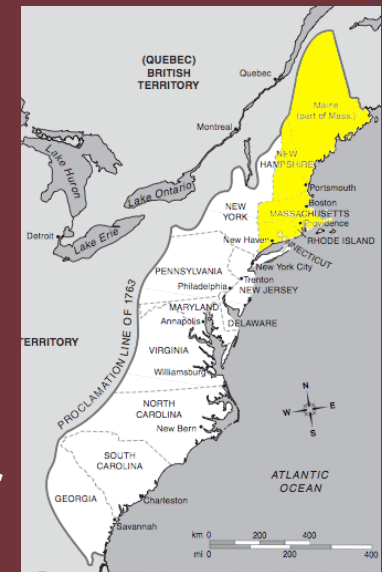 (QUEBEC)
BRITISH
TERRITORY
Quebec
Maine
(part of Mass.)
Montreal
NEW
HAMPSHIRE
Lake Huron
Lake Ontario
Portsmouth
Boston
NEW
YORK
MASSACHUSETTS
Providence
Detroit
Lake Erie
New Haven
CONNECTICUT
RHODE ISLAND
New York City
PENNSYLVANIA
Trenton
Philadelphia
NEW JERSEY
MARYLAND
Annapolis
DELAWARE
PROCLAMATION LINE OF 1763
ERRITORY
VIRGINIA
Williamsburg
N
W E
S
NORTH
CAROLINA
New Bern
SOUTH
CAROLINA
ATLANTIC
OCEAN
GEORGIA
Charleston
Savannah
km 0 200 400
mi 0 200 400